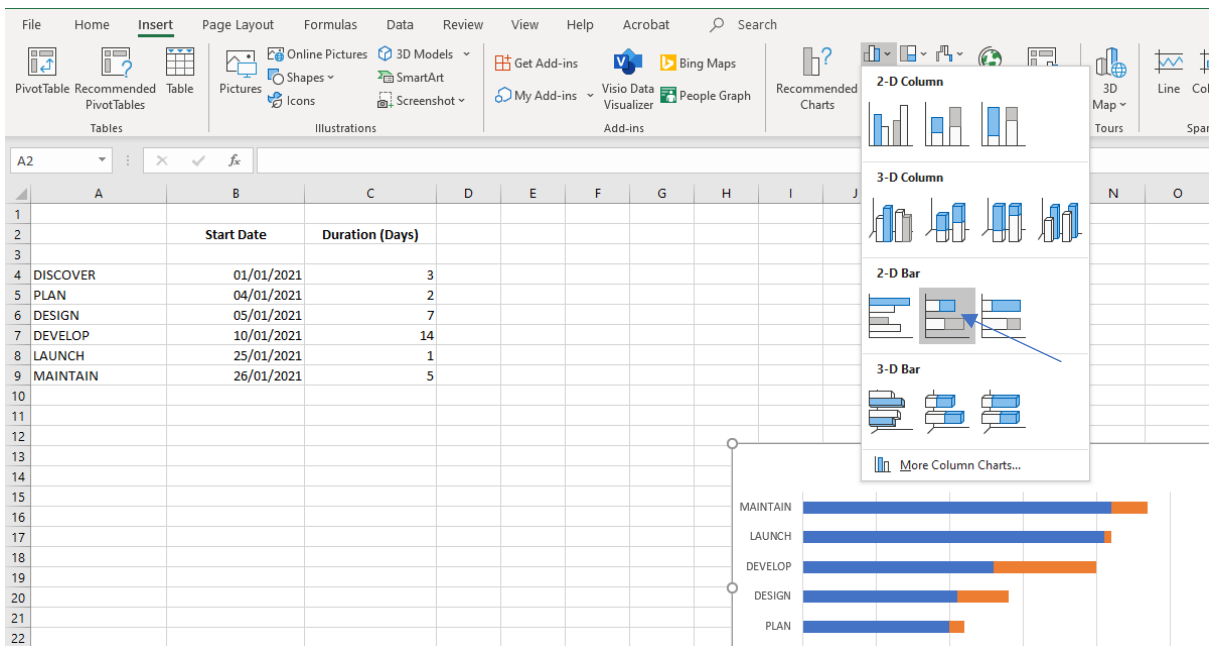 File Home Insert Page Layout Formulas Data Review View Help Acrobat Search
PivotTable Recommended PivotTables Table
Tables
Pictures Online Pictures 3D Models
Shapes SmartArt
Icons Screenshot
Illustrations
Get Add-ins
My Add-ins
Visio Data Visualizer
Bing Maps
People Graph
Add-ins
Recommended Charts
3D Map
Tours
Line
A2 fx
A B C D E F G H I J N O
1
2 Start Date Duration (Days)
3
4 DISCOVER 01/01/2021 3
5 PLAN 04/01/2021 2
6 DESIGN 05/01/2021 7
7 DEVELOP 10/01/2021 14
8 LAUNCH 25/01/2021 1
9 MAINTAIN 26/01/2021 5
10
11
12
13
14
15
16
17
18
19
20
21
22
2-D Column
3-D Column
2-D Bar
3-D Bar
More Column Charts...
MAINTAIN
LAUNCH
DEVELOP
DESIGN
PLAN